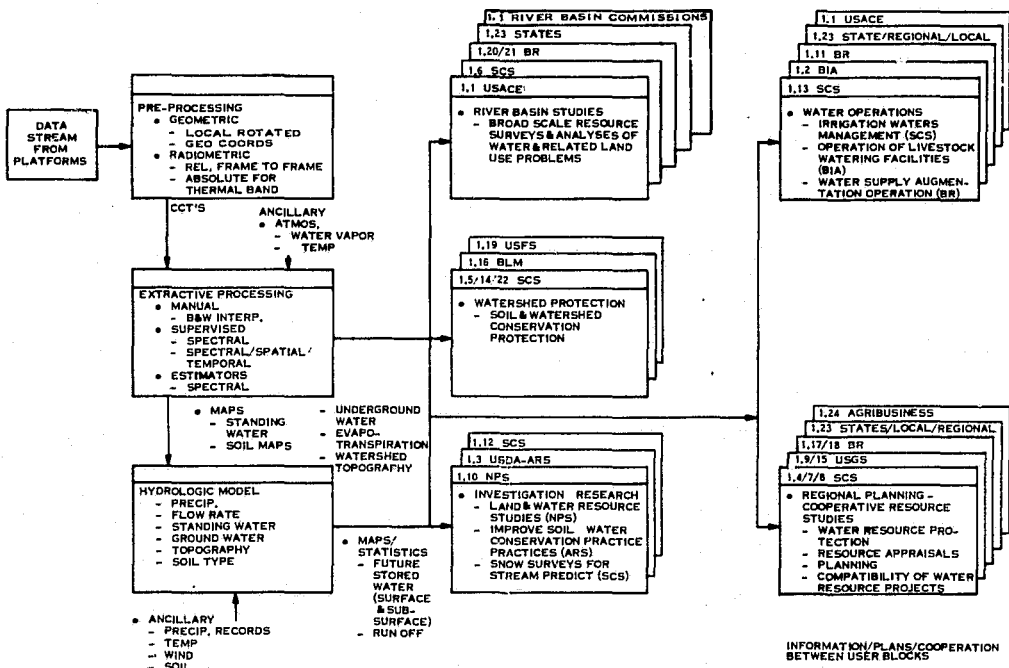 DATA
STREAM
FROM
PLATFORMS
PRE-PROCESSING
• GEOMETRIC
– LOCAL ROTATED
– GEO COORDS
• RADIOMETRIC
– REL, FRAME TO FRAME
– ABSOLUTE FOR
THERMAL BAND
CCT'S
ANCILLARY
• ATMOS,
– WATER VAPOR
– TEMP
EXTRACTIVE PROCESSING
• MANUAL
– B&W INTERP.
• SUPERVISED
– SPECTRAL
– SPECTRAL/SPATIAL/
TEMPORAL
• ESTIMATORS
– SPECTRAL
• MAPS
– STANDING
WATER
– SOIL MAPS
– UNDERGROUND
WATER
– EVAPO-
TRANSPIRATION
– WATERSHED
TOPOGRAPHY
HYDROLOGIC MODEL
– PRECIP.
– FLOW RATE
– STANDING WATER
– GROUND WATER
– TOPOGRAPHY
– SOIL TYPE
• ANCILLARY
– PRECIP, RECORDS
– TEMP
– WIND
– SOIL
• MAPS/
STATISTICS
– FUTURE
STORED
WATER
(SURFACE
& SUB-
SURFACE)
– RUN OFF
RIVER BASIN COMMISSIONS
1,23 STATES
1,20/21 BR
1,6 SCS
1,1 USACE
• RIVER BASIN STUDIES
– BROAD SCALE RESOURCE
SURVEYS & ANALYSES OF
WATER & RELATED LAND
USE PROBLEMS
1,19 USFS
1,16 BLM
1,5/14-'22 SCS
• WATERSHED PROTECTION
– SOIL & WATERSHED
CONSERVATION
PROTECTION
1,12 SCS
1,3 USDA-ARS
1,10 NPS
• INVESTIGATION RESEARCH
– LAND & WATER RESOURCE
STUDIES (NPS)
– IMPROVE SOIL WATER
CONSERVATION PRACTICE
PRACTICES (ARS)
– SNOW SURVEYS FOR
STREAM PREDICT (SCS)
1,1 USACE
1,23 STATE/REGIONAL/LOCAL
1,11 BR
1,2 BIA
1,13 SCS
• WATER OPERATIONS
– IRRIGATION WATERS
MANAGEMENT (SCS)
– OPERATION OF LIVESTOCK
WATERING FACILITIES
(BIA)
– WATER SUPPLY AUGMEN-
TATION OPERATION (BR)
1,24 AGRIBUSINESS
1,23 STATES/LOCAL/REGIONAL
1,17/18 BR
1,9/15 USGS
1,4/7/8 SCS
• REGIONAL PLANNING –
COOPERATIVE RESOURCE
STUDIES
– WATER RESOURCE PRO-
TECTION
– RESOURCE APPRAISALS
– PLANNING
– COMPATIBILITY OF WATER
RESOURCE PROJECTS
INFORMATION/PLANS/COOPERATION
BETWEEN USER BLOCKS